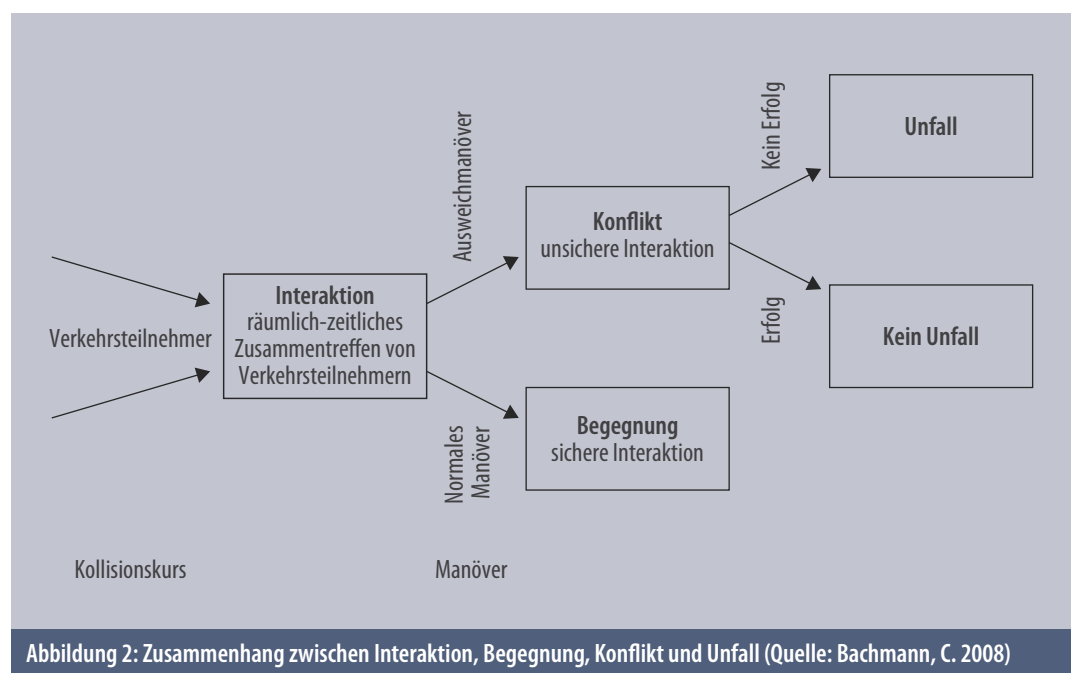 Verkehrsteilnehmer
Interaktion
räumlich-zeitliches
Zusammentreffen von
Verkehrsteilnehmern
Ausweichmanöver
Normales
Manöver
Konflikt
unsichere Interaktion
Begegnung
sichere Interaktion
Kein Erfolg
Erfolg
Unfall
Kein Unfall
Kollisionskurs
Manöver
Abbildung 2: Zusammenhang zwischen Interaktion, Begegnung, Konflikt und Unfall (Quelle: Bachmann, C. 2008)